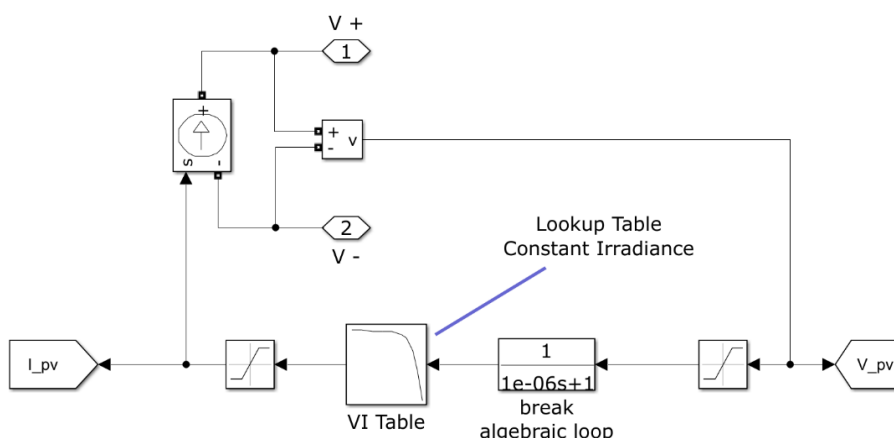 V +
1
+
s
-
+
-
v
2
V -
Lookup Table
Constant Irradiance
I_pv
1
1e-06s+1
V_pv
VI Table
break
algebraic loop